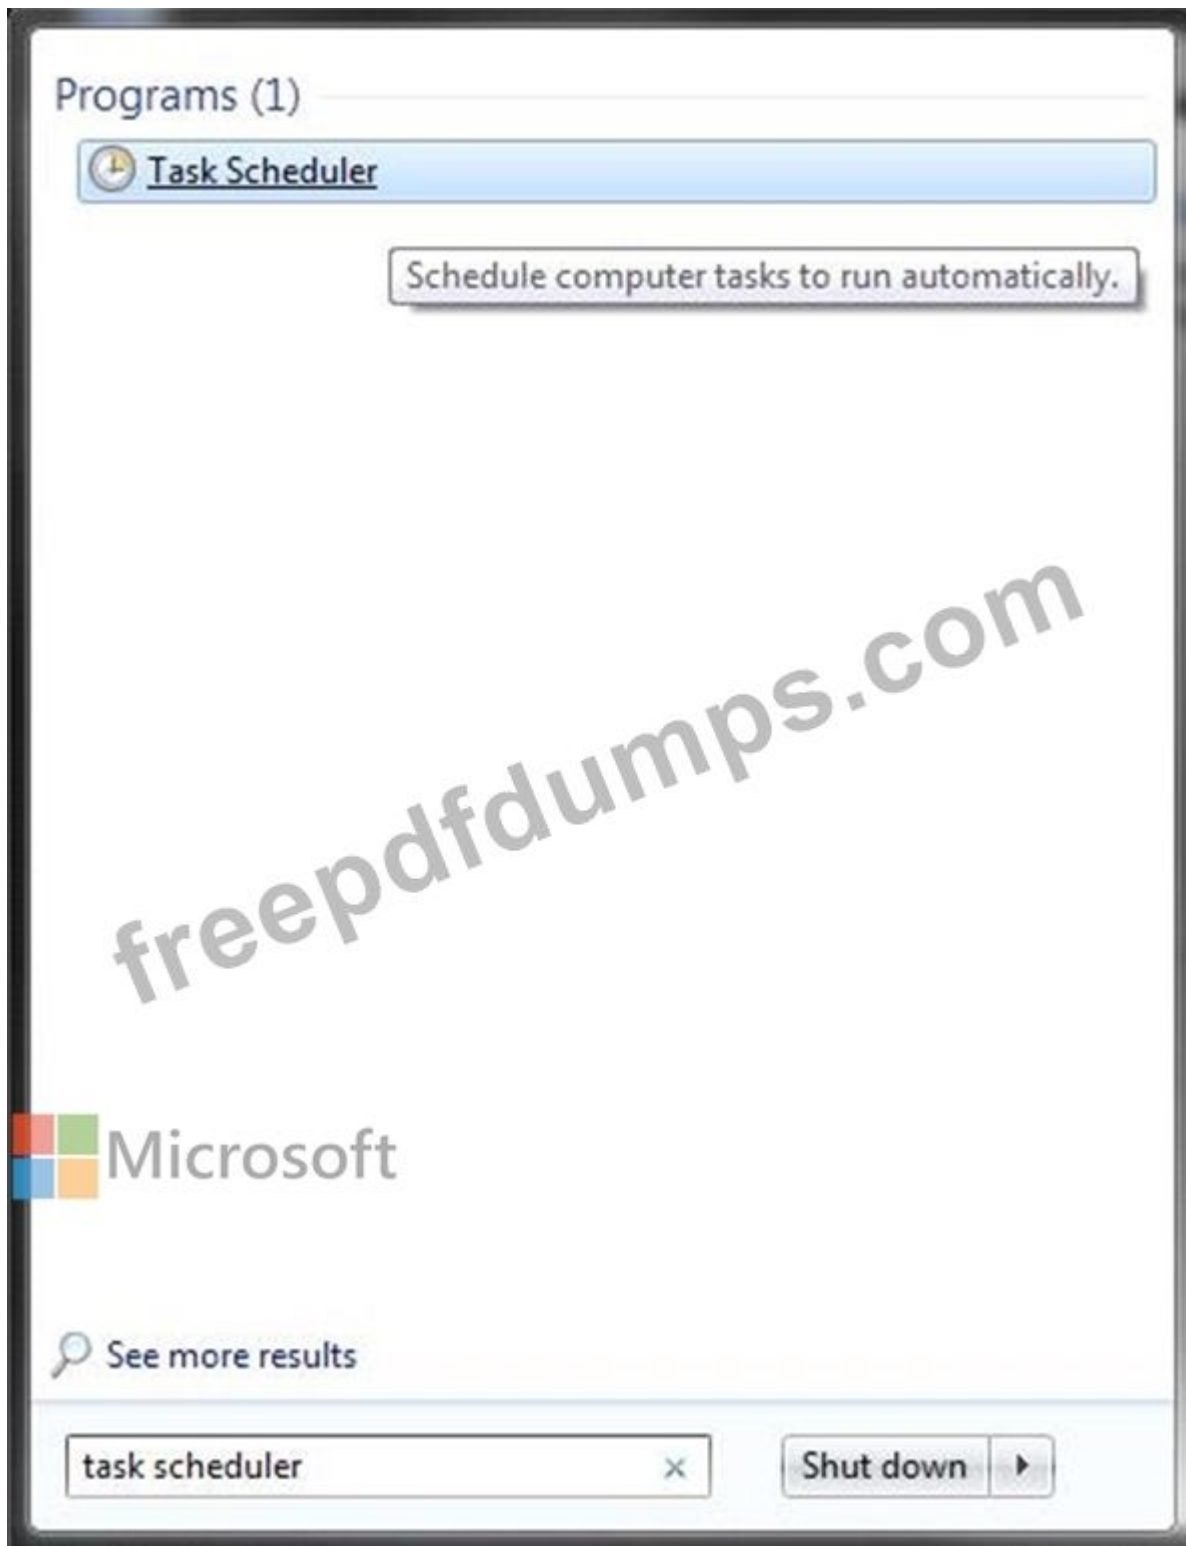 Programs (1)
Task Scheduler
Schedule computer tasks to run automatically.
freepdfdumps.com
Microsoft
See more results
task scheduler
Shut down